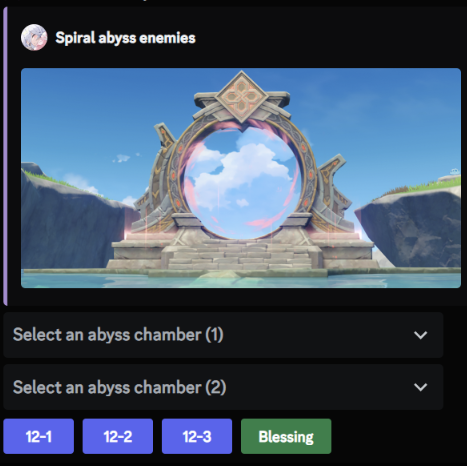 Spiral abyss enemies
Select an abyss chamber (1)
Select an abyss chamber (2)
12-1 12-2 12-3 Blessing